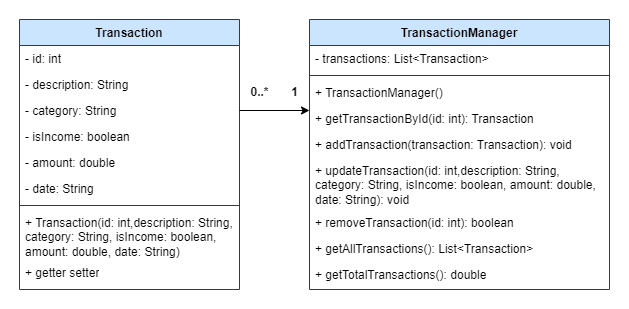 Transaction
- id: int
- description: String
- category: String
- isIncome: boolean
- amount: double
- date: String
+ Transaction(id: int,description: String,
category: String, isIncome: boolean,
amount: double, date: String)
+ getter setter
0..*
1
TransactionManager
- transactions: List<Transaction>
+ TransactionManager()
+ getTransactionById(id: int): Transaction
+ addTransaction(transaction: Transaction): void
+ updateTransaction(id: int,description: String,
category: String, isIncome: boolean, amount: double,
date: String): void
+ removeTransaction(id: int): boolean
+ getAllTransactions(): List<Transaction>
+ getTotalTransactions(): double